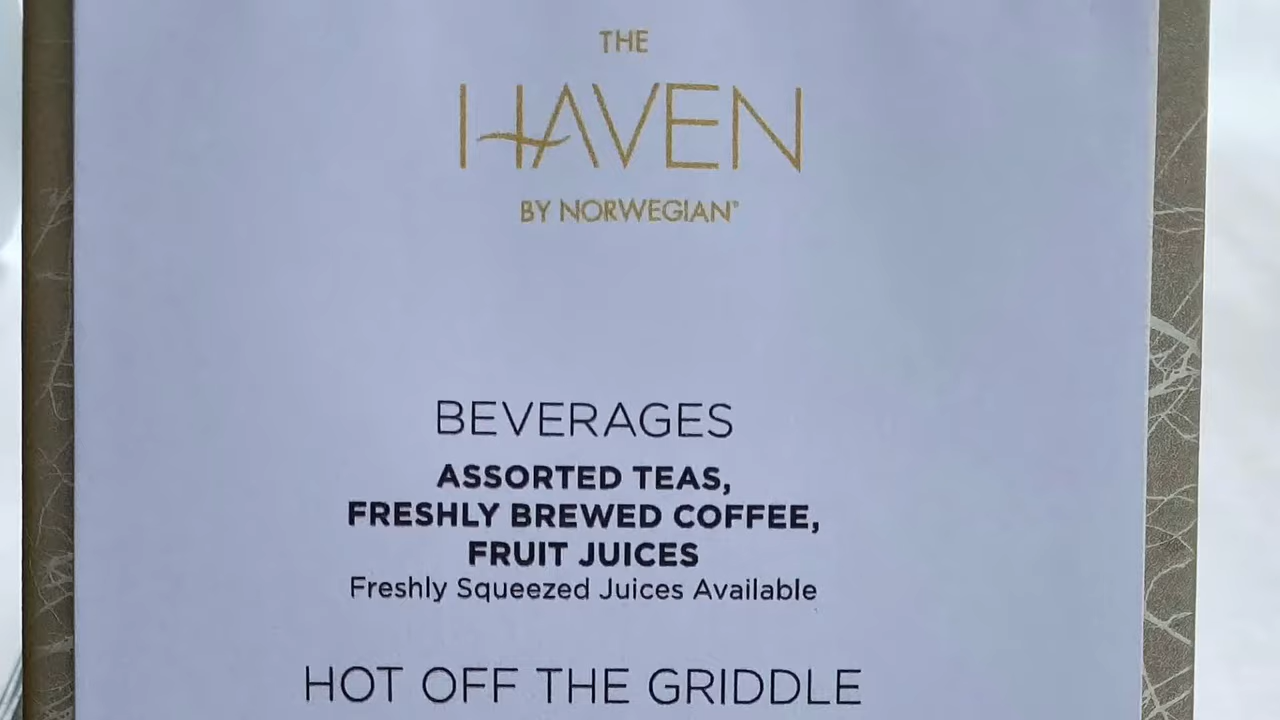 THE
HAVEN
BY NORWEGIAN®
BEVERAGES
ASSORTED TEAS,
FRESHLY BREWED COFFEE,
FRUIT JUICES
Freshly Squeezed Juices Available
HOT OFF THE GRIDDLE